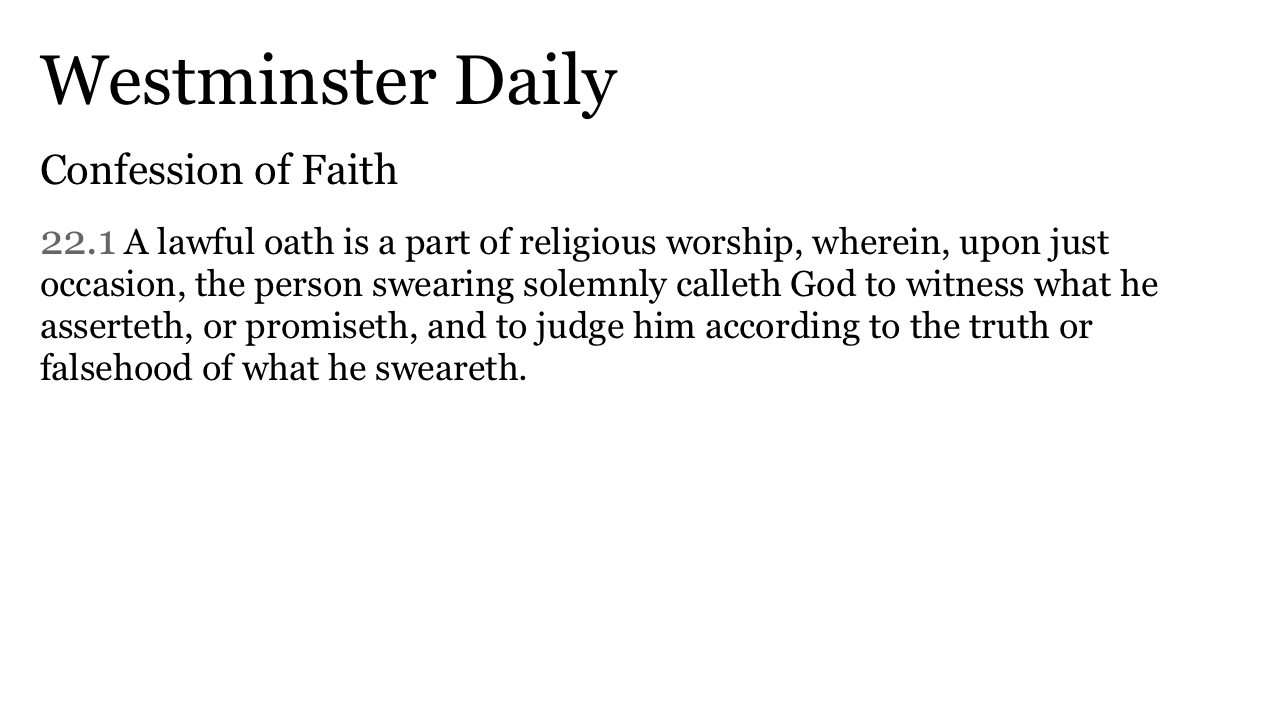 Westminster Daily
Confession of Faith
22.1 A lawful oath is a part of religious worship, wherein, upon just
occasion, the person swearing solemnly calleth God to witness what he
asserteth, or promiseth, and to judge him according to the truth or
falsehood of what he sweareth.